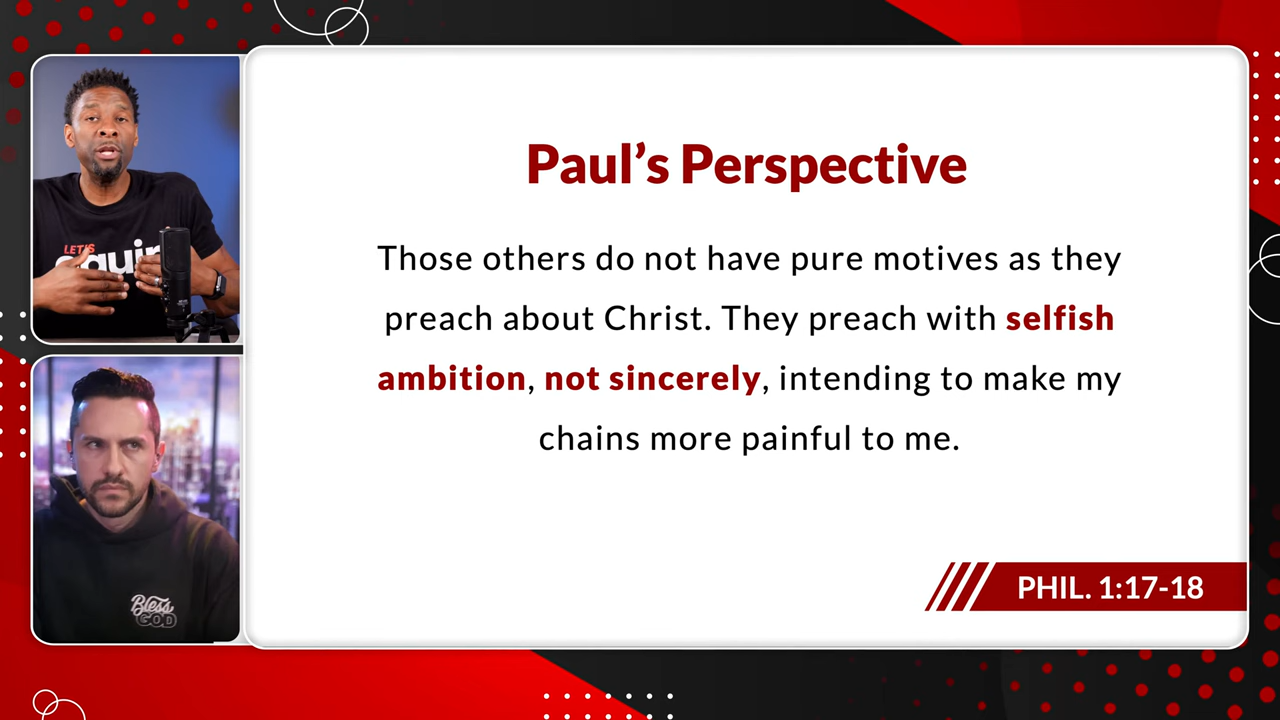 Paul’s Perspective
Those others do not have pure motives as they
preach about Christ. They preach with selfish
ambition, not sincerely, intending to make my
chains more painful to me.
PHIL. 1:17-18
LET'S
Bless
GOD